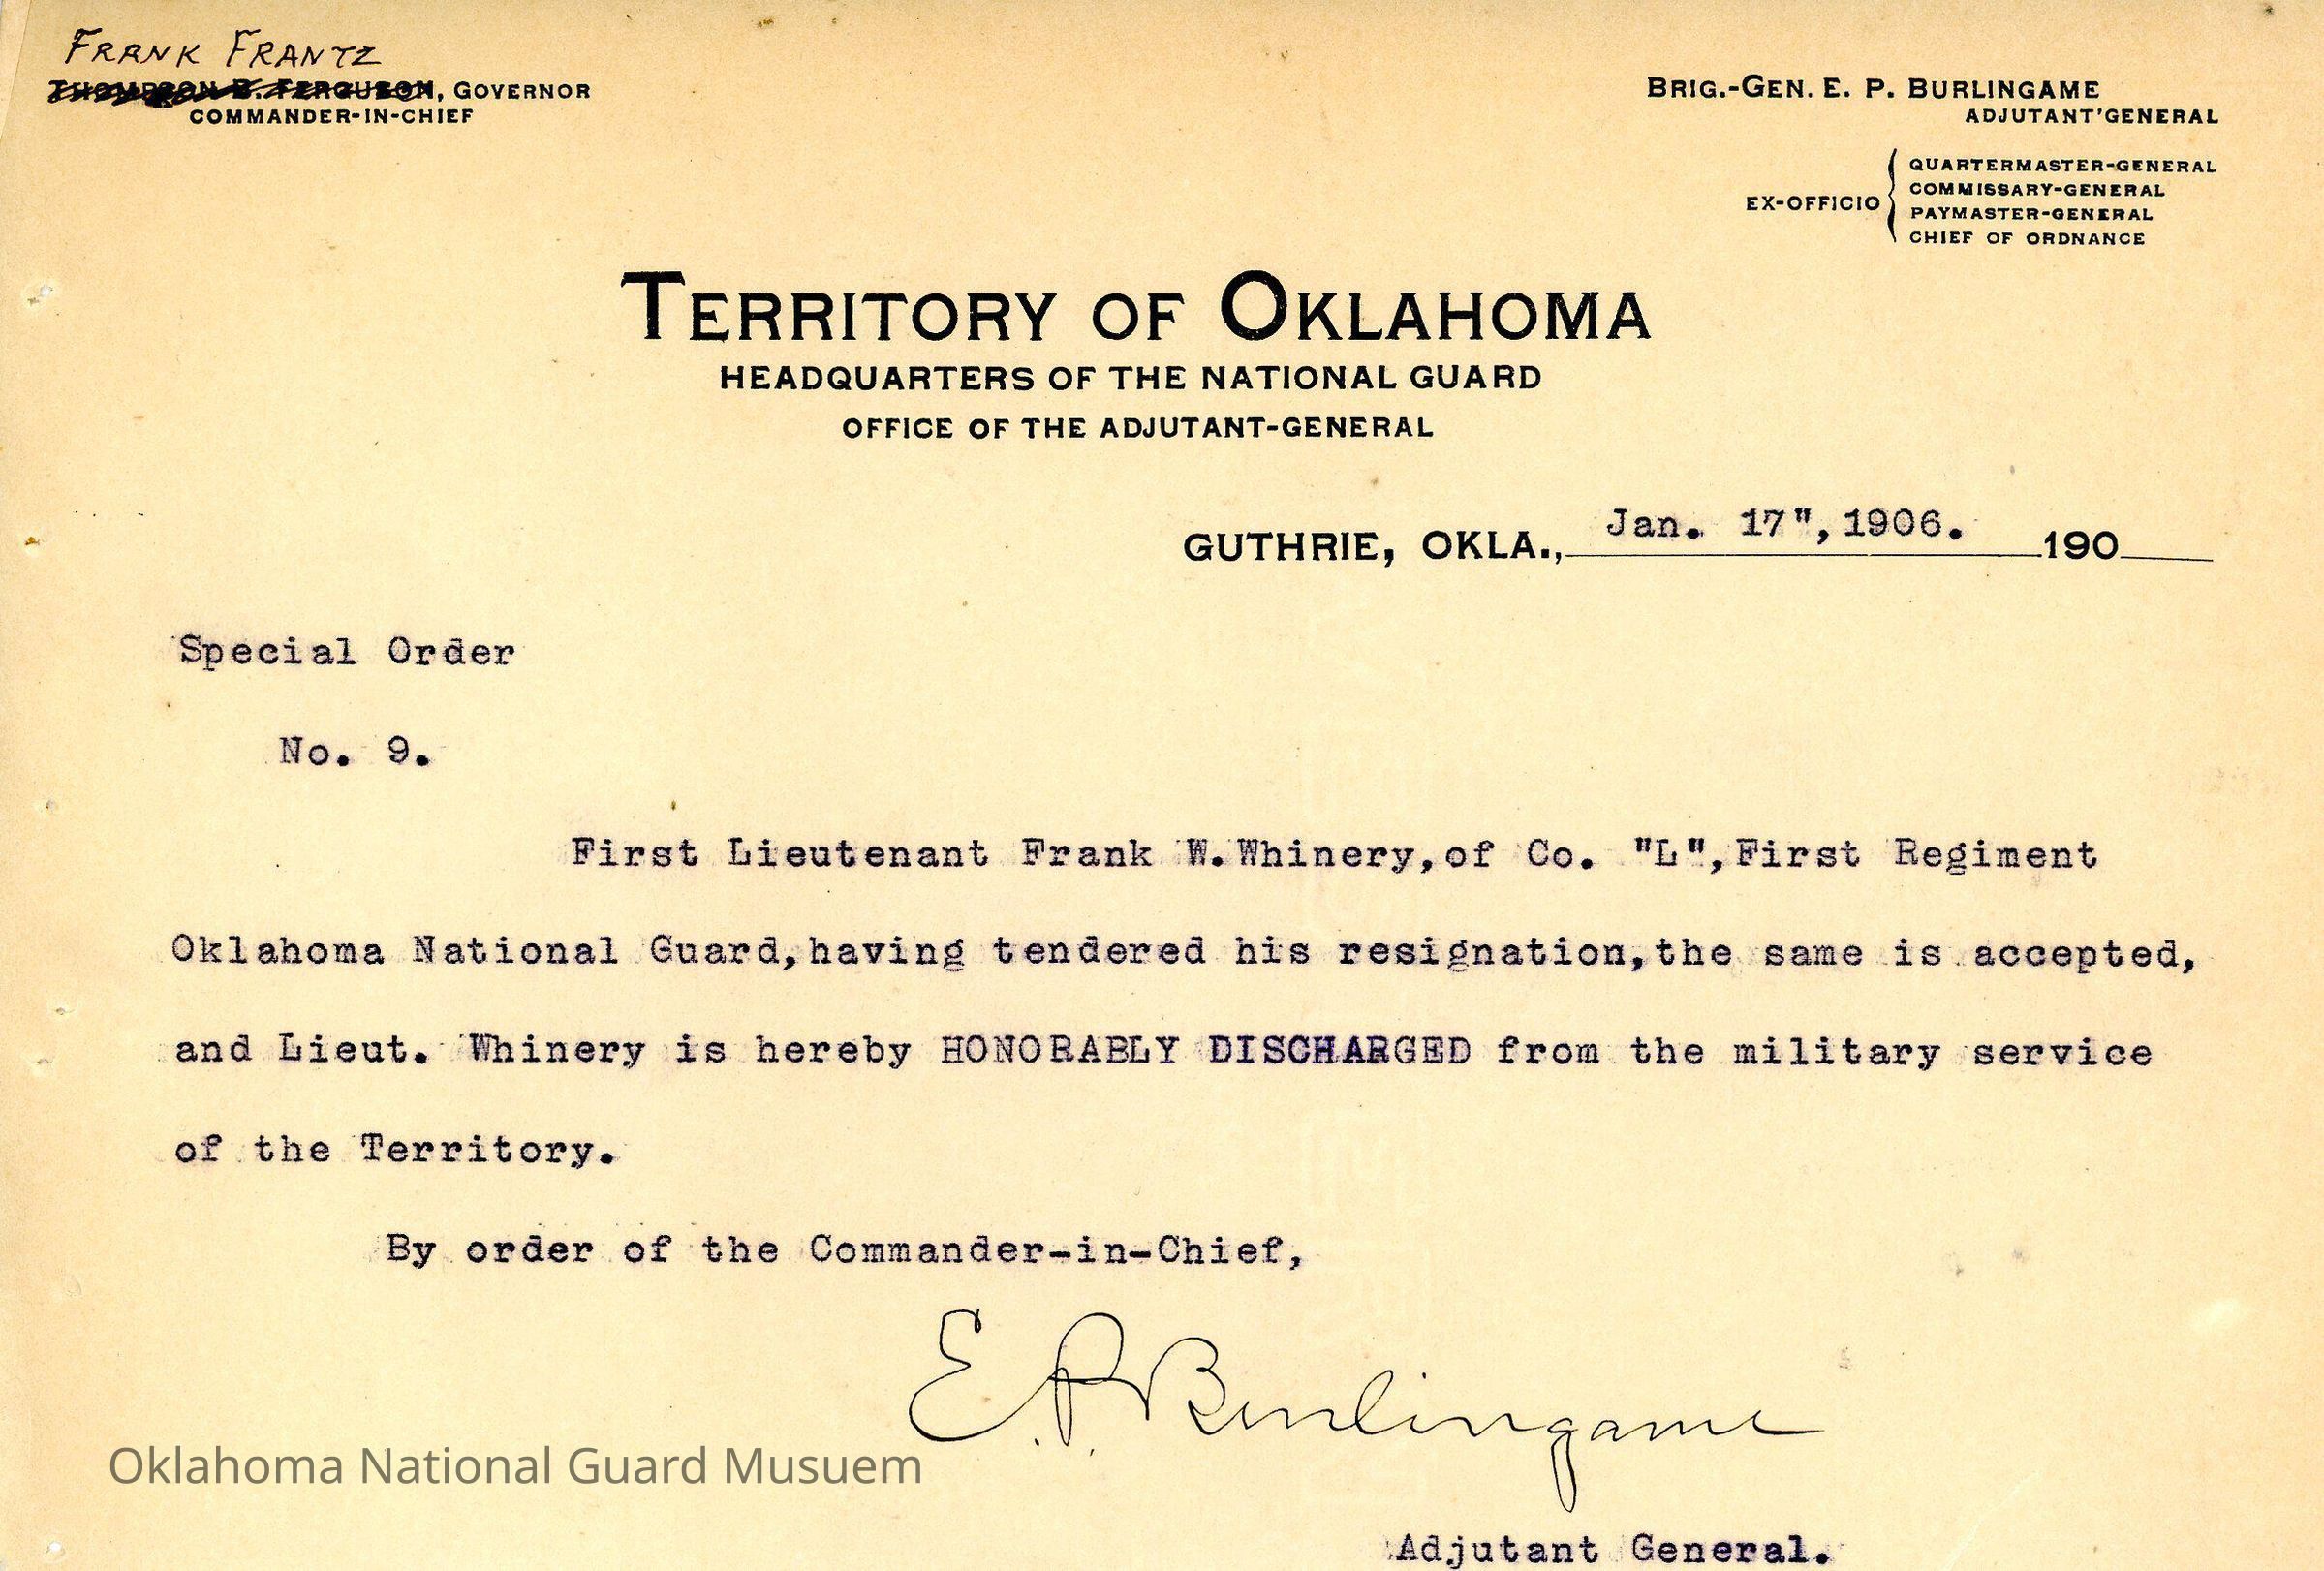 FRANK FRANTZ
THOMPSON B. FERGUSON, GOVERNOR
COMMANDER-IN-CHIEF
BRIG.-GEN. E. P. BURLINGAME
ADJUTANT'GENERAL
EX-OFFICIO
QUARTERMASTER-GENERAL
COMMISSARY-GENERAL
PAYMASTER-GENERAL
CHIEF OF ORDNANCE
TERRITORY OF OKLAHOMA
HEADQUARTERS OF THE NATIONAL GUARD
OFFICE OF THE ADJUTANT-GENERAL
GUTHRIE, OKLA., Jan. 17", 1906. 190
Special Order
No. 9.
First Lieutenant Frank W. Whinery, of Co. "L", First Regiment
Oklahoma National Guard, having tendered his resignation, the same is accepted,
and Lieut. Whinery is hereby HONORABLY DISCHARGED from the military service
of the Territory.
By order of the Commander-in-Chief,
E. P. Burlingame
Oklahoma National Guard Musuem
Adjutant General.